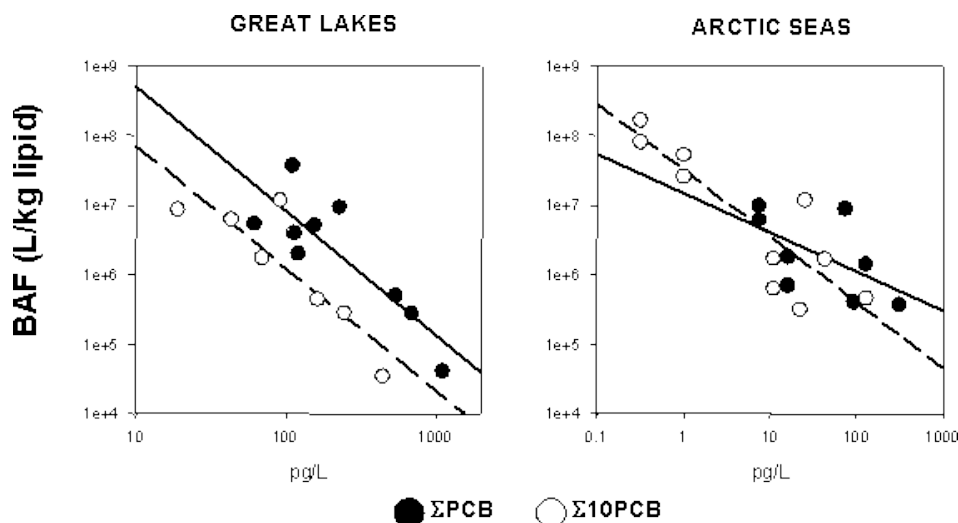 GREAT LAKES
ARCTIC SEAS
BAF (L/kg lipid)
1e+9
1e+8
1e+7
1e+6
1e+5
1e+4
10
100
1000
pg/L
1e+9
1e+8
1e+7
1e+6
1e+5
1e+4
0.1
1
10
100
1000
pg/L
ΣPCB
Σ10PCB